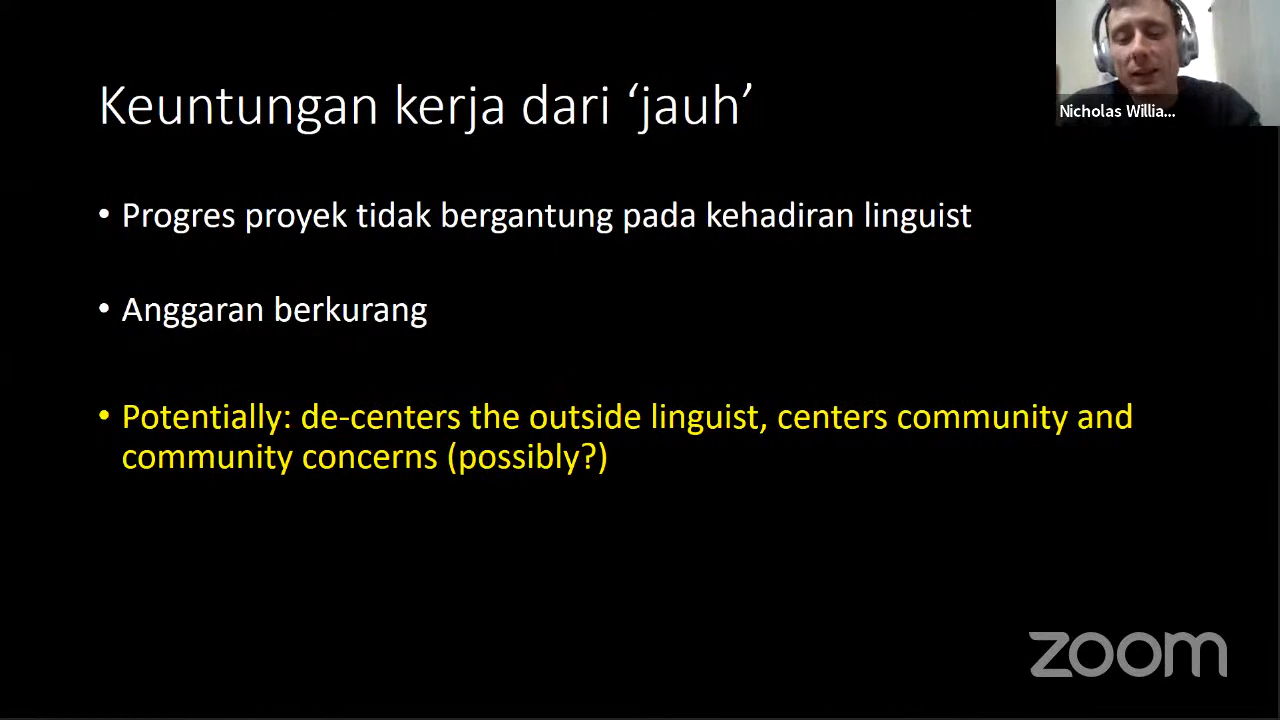 Keuntungan kerja dari ‘jauh’
Nicholas Willia...
• Progres proyek tidak bergantung pada kehadiran linguist
• Anggaran berkurang
• Potentially: de-centers the outside linguist, centers community and
community concerns (possibly?)
zoom